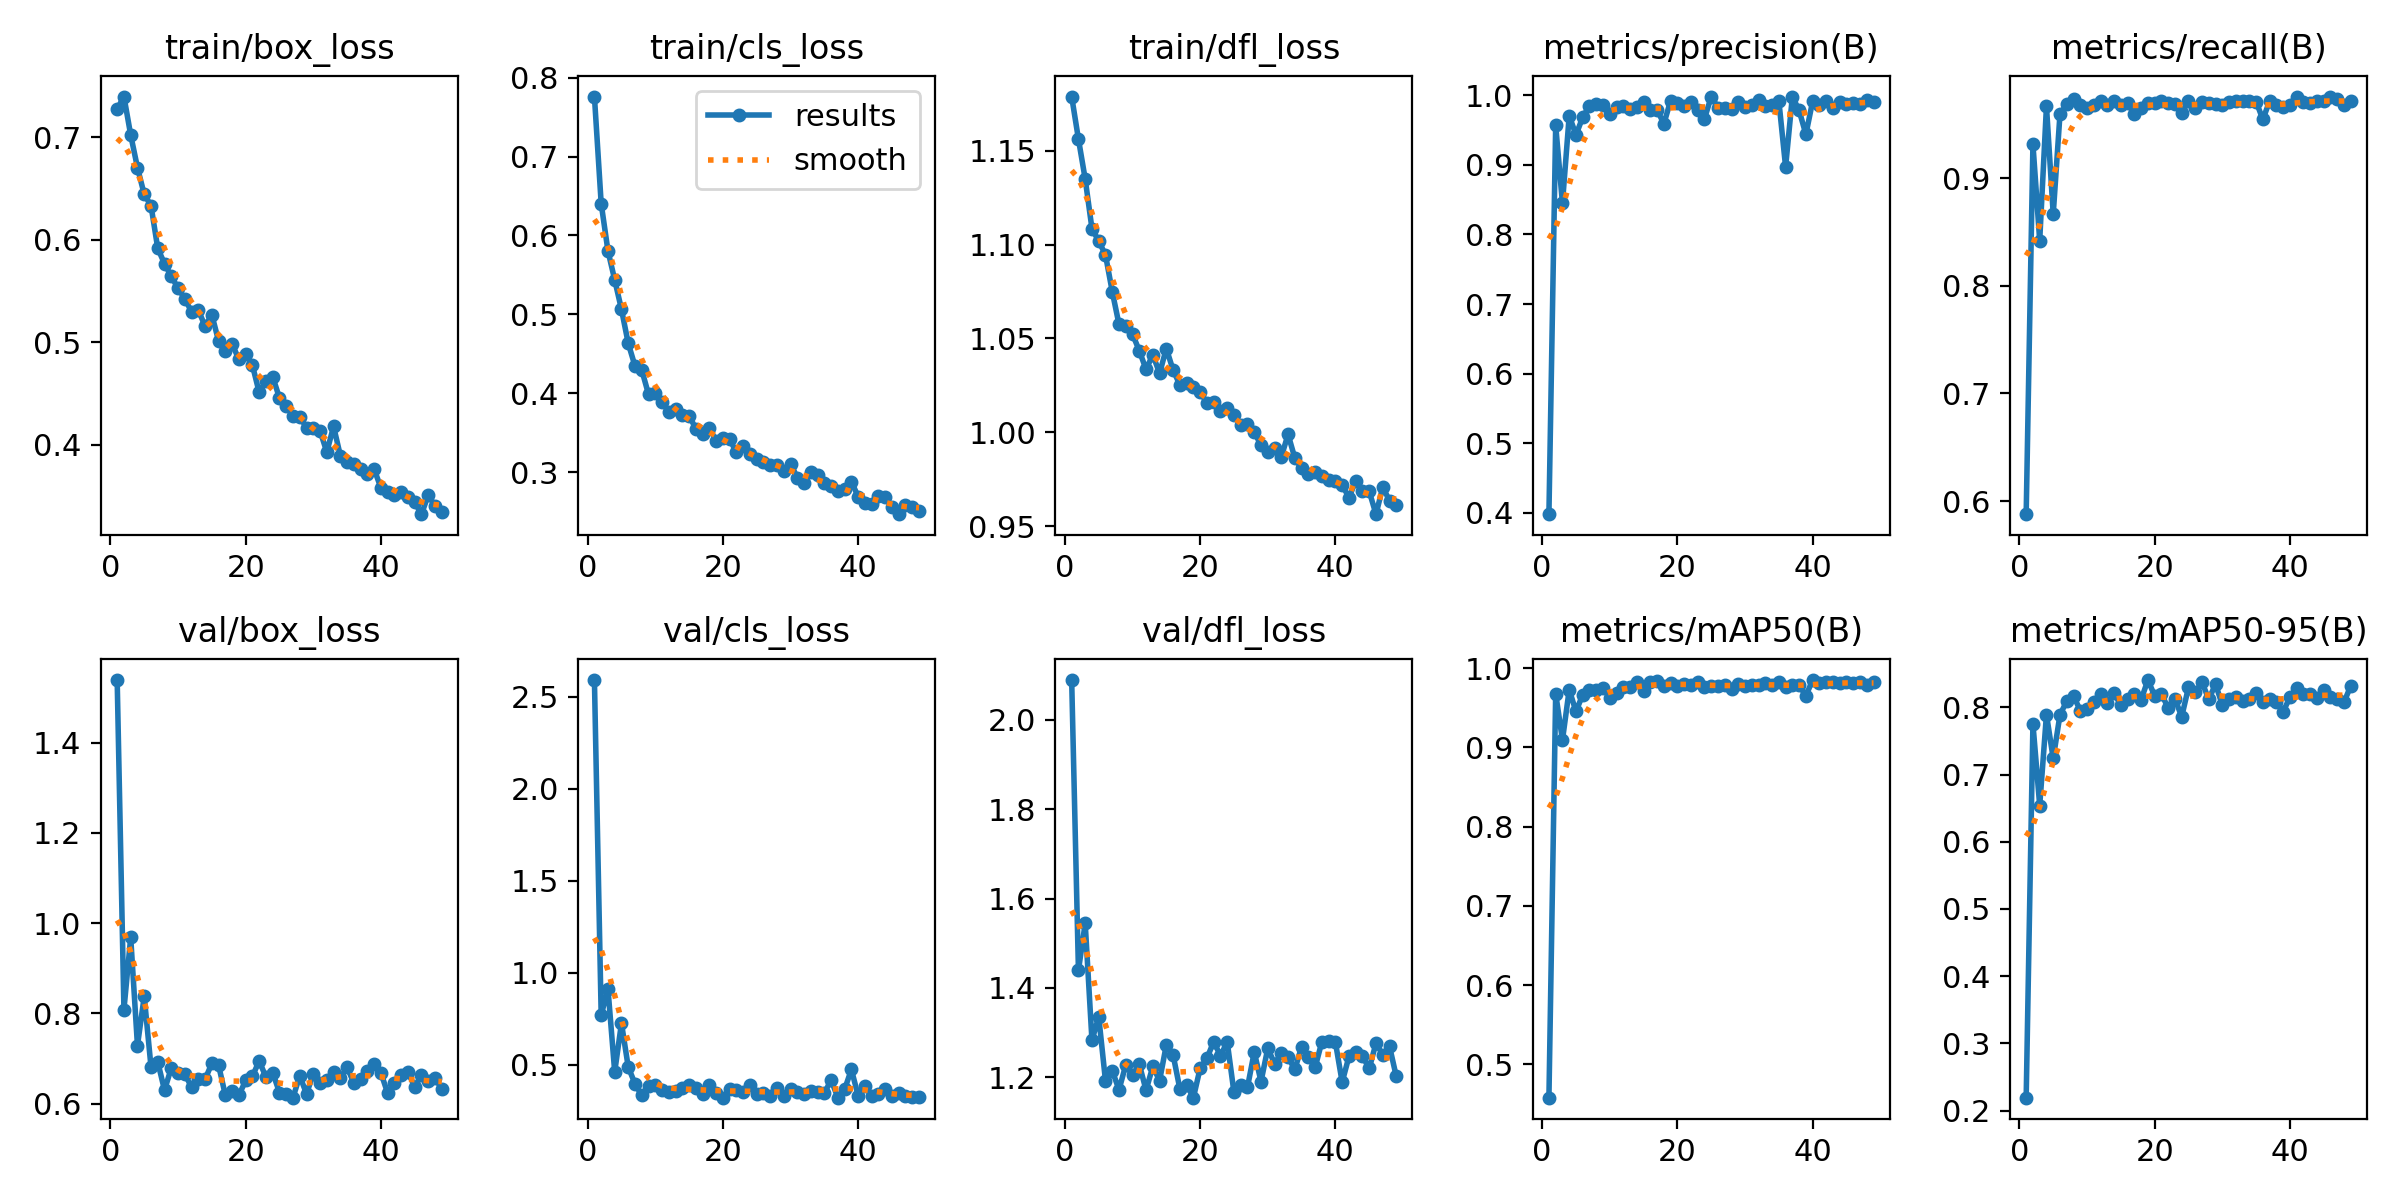 train/box_loss
0.7
0.6
0.5
0.4
0 20 40
train/cls_loss
results
smooth
0.8
0.7
0.6
0.5
0.4
0.3
0 20 40
train/dfl_loss
1.15
1.10
1.05
1.00
0.95
0 20 40
metrics/precision(B)
1.0
0.9
0.8
0.7
0.6
0.5
0.4
0 20 40
metrics/recall(B)
0.9
0.8
0.7
0.6
0 20 40
val/box_loss
1.4
1.2
1.0
0.8
0.6
0 20 40
val/cls_loss
2.5
2.0
1.5
1.0
0.5
0 20 40
val/dfl_loss
2.0
1.8
1.6
1.4
1.2
0 20 40
metrics/mAP50(B)
1.0
0.9
0.8
0.7
0.6
0.5
0 20 40
metrics/mAP50-95(B)
0.8
0.7
0.6
0.5
0.4
0.3
0.2
0 20 40